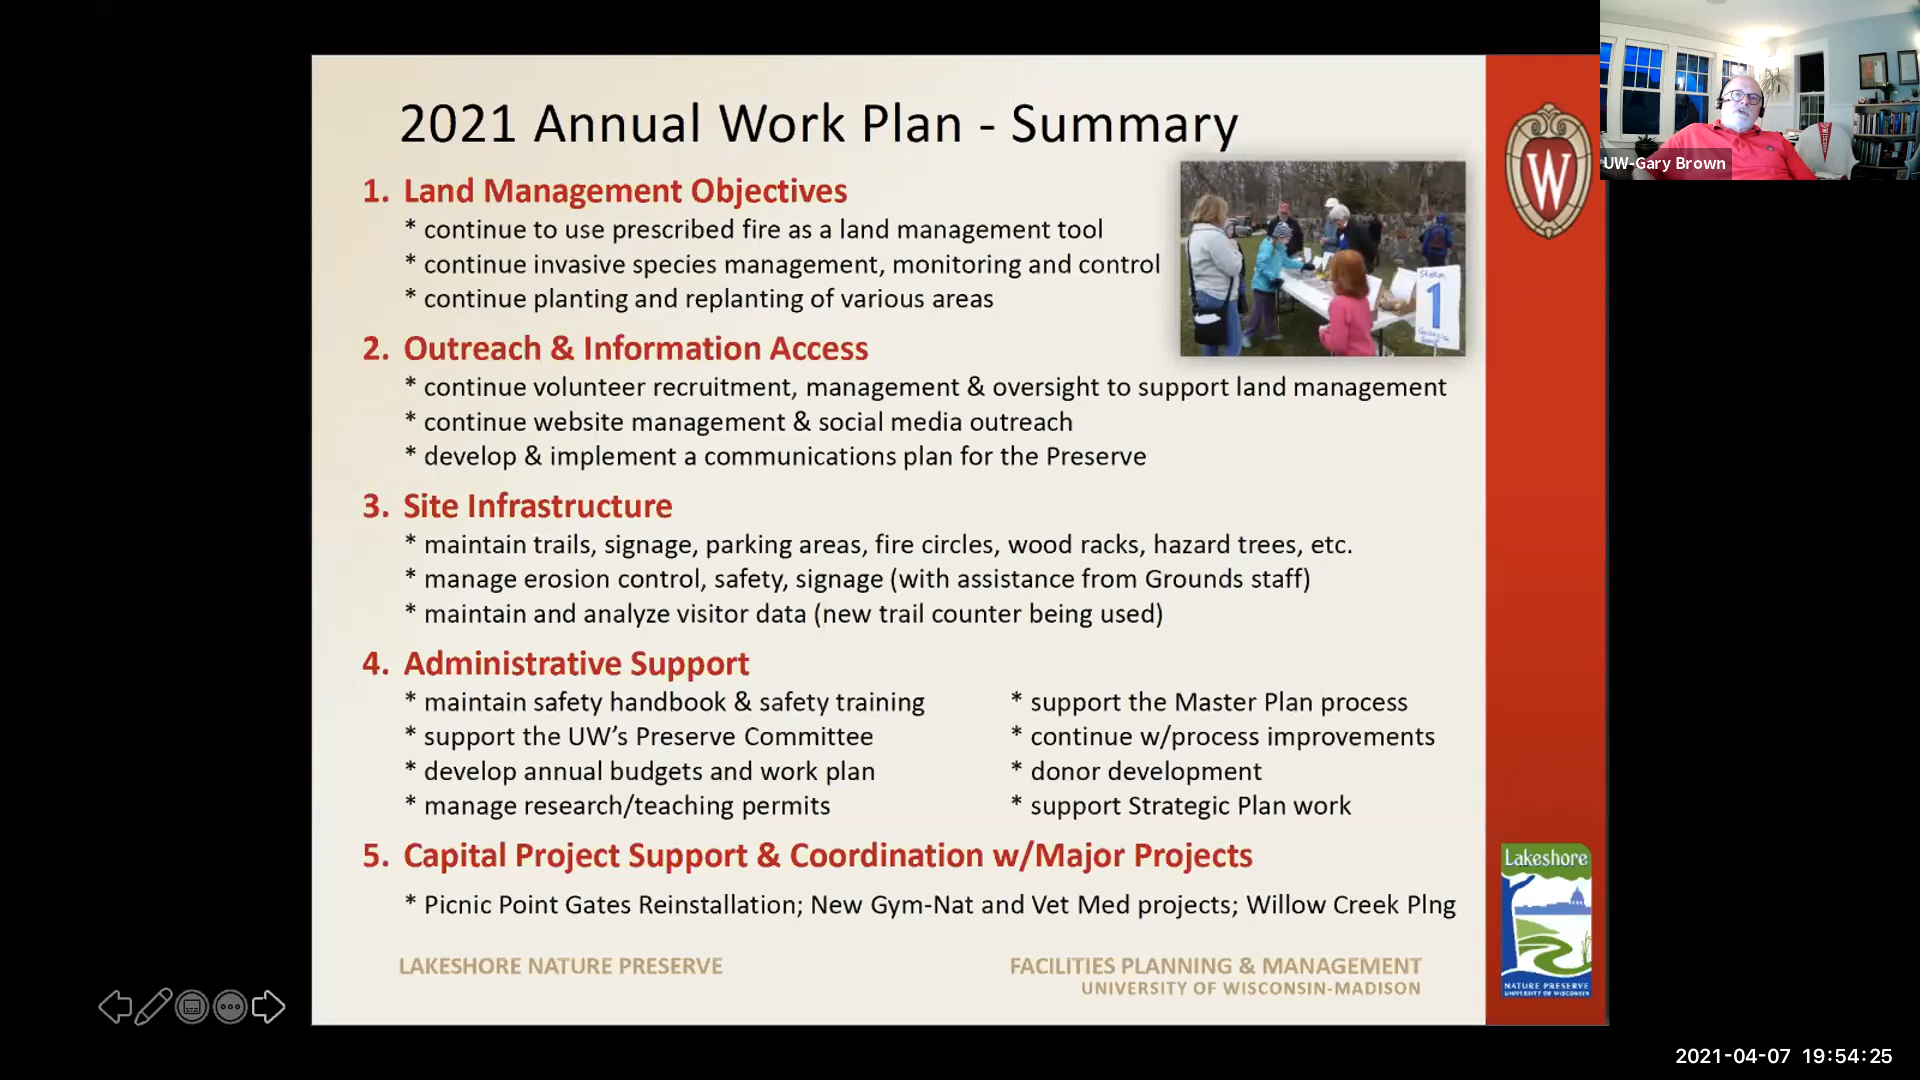 2021 Annual Work Plan - Summary
1. Land Management Objectives
* continue to use prescribed fire as a land management tool
* continue invasive species management, monitoring and control
* continue planting and replanting of various areas
2. Outreach & Information Access
* continue volunteer recruitment, management & oversight to support land management
* continue website management & social media outreach
* develop & implement a communications plan for the Preserve
3. Site Infrastructure
* maintain trails, signage, parking areas, fire circles, wood racks, hazard trees, etc.
* manage erosion control, safety, signage (with assistance from Grounds staff)
* maintain and analyze visitor data (new trail counter being used)
4. Administrative Support
* maintain safety handbook & safety training
* support the UW’s Preserve Committee
* develop annual budgets and work plan
* manage research/teaching permits
* support the Master Plan process
* continue w/process improvements
* donor development
* support Strategic Plan work
5. Capital Project Support & Coordination w/Major Projects
* Picnic Point Gates Reinstallation; New Gym-Nat and Vet Med projects; Willow Creek Plng
LAKESHORE NATURE PRESERVE
FACILITIES PLANNING & MANAGEMENT
UNIVERSITY OF WISCONSIN-MADISON
Station
1
W
UW-Gary Brown
Lakeshore
NATURE PRESERVE
UNIVERSITY OF WISCONSIN
2021-04-07 19:54:25